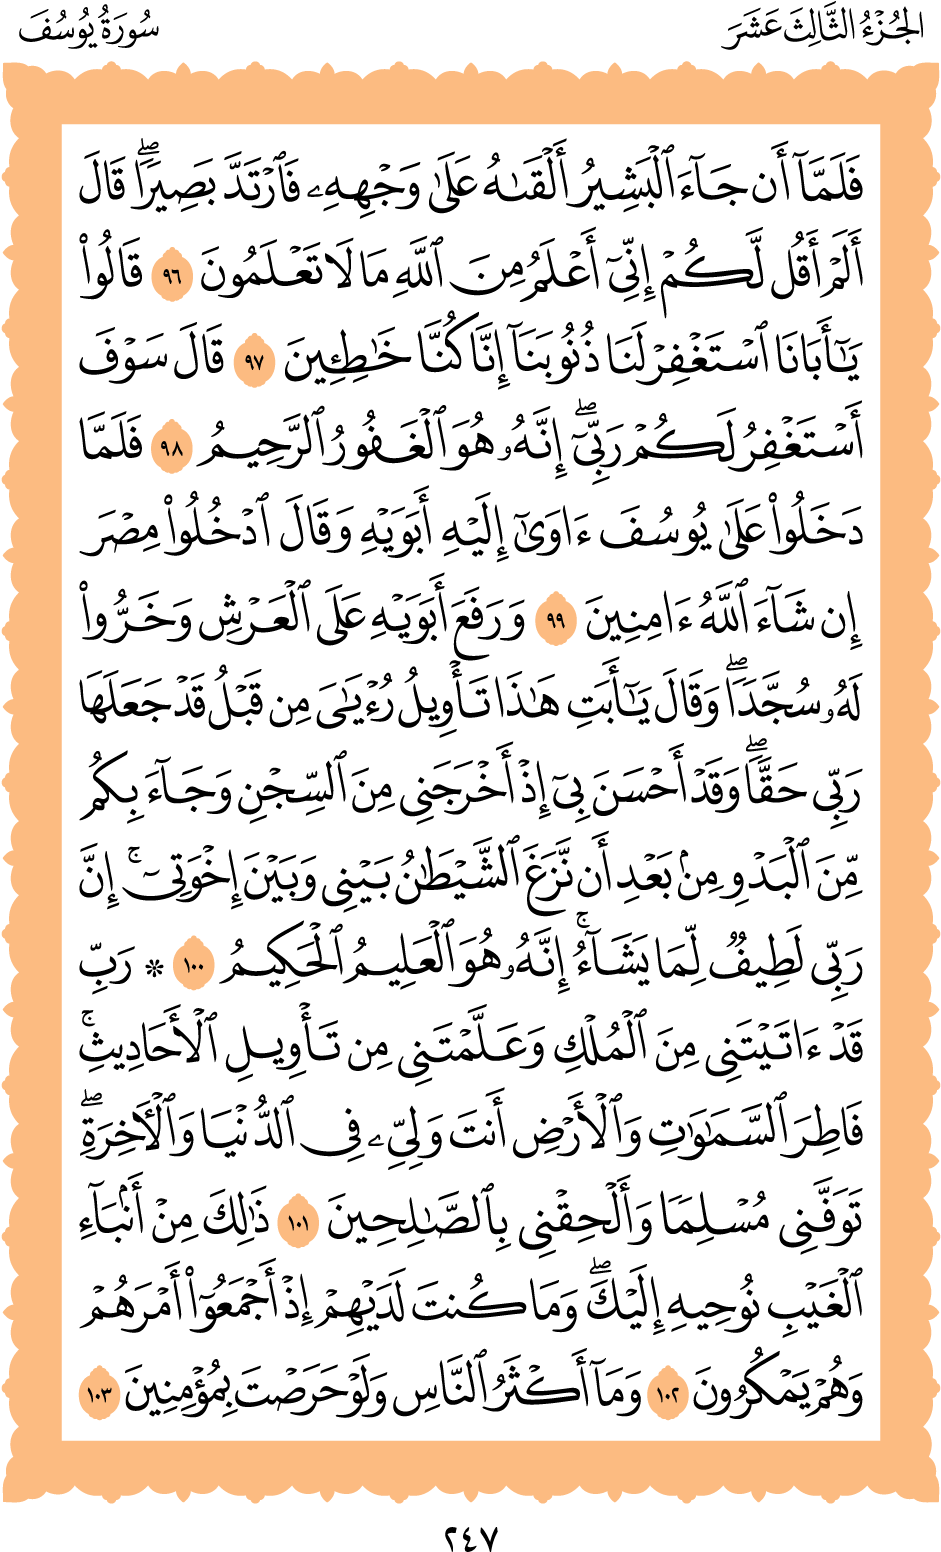 الجُزْءُ الثَّالِثَ عَشَرَ
سُورَةُ يُوسُفَ
فَلَمَّآ أَن جَآءَ ٱلْبَشِيرُ أَلْقَىٰهُ عَلَىٰ وَجْهِهِۦ فَٱرْتَدَّ بَصِيرًۭا ۖ قَالَ
أَلَمْ أَقُل لَّكُمْ إِنِّىٓ أَعْلَمُ مِنَ ٱللَّهِ مَا لَا تَعْلَمُونَ ٩٦ قَالُوا۟
يَـٰٓأَبَانَا ٱسْتَغْفِرْ لَنَا ذُنُوبَنَآ إِنَّا كُنَّا خَـٰطِـِٔينَ ٩٧ قَالَ سَوْفَ
أَسْتَغْفِرُ لَكُمْ رَبِّىٓ ۖ إِنَّهُۥ هُوَ ٱلْغَفُورُ ٱلرَّحِيمُ ٩٨ فَلَمَّا
دَخَلُوا۟ عَلَىٰ يُوسُفَ ءَاوَىٰٓ إِلَيْهِ أَبَوَيْهِ وَقَالَ ٱدْخُلُوا۟ مِصْرَ
إِن شَآءَ ٱللَّهُ ءَامِنِينَ ٩٩ وَرَفَعَ أَبَوَيْهِ عَلَى ٱلْعَرْشِ وَخَرُّوا۟
لَهُۥ سُجَّدًۭا ۖ وَقَالَ يَـٰٓأَبَتِ هَـٰذَا تَأْوِيلُ رُءْيَـٰىَ مِن قَبْلُ قَدْ جَعَلَهَا
رَبِّى حَقًّۭا ۖ وَقَدْ أَحْسَنَ بِىٓ إِذْ أَخْرَجَنِى مِنَ ٱلسِّجْنِ وَجَآءَ بِكُم
مِّنَ ٱلْبَدْوِ مِنۢ بَعْدِ أَن نَّزَغَ ٱلشَّيْطَـٰنُ بَيْنِى وَبَيْنَ إِخْوَتِىٓ ۚ إِنَّ
رَبِّى لَطِيفٌۭ لِّمَا يَشَآءُ ۚ إِنَّهُۥ هُوَ ٱلْعَلِيمُ ٱلْحَكِيمُ ١٠٠ * رَبِّ
قَدْ ءَاتَيْتَنِى مِنَ ٱلْمُلْكِ وَعَلَّمْتَنِى مِن تَأْوِيلِ ٱلْأَحَادِيثِ ۚ
فَاطِرَ ٱلسَّمَـٰوَٰتِ وَٱلْأَرْضِ أَنتَ وَلِىِّۦ فِى ٱلدُّنْيَا وَٱلْـَٔاخِرَةِ ۖ
تَوَفَّنِى مُسْلِمًۭا وَأَلْحِقْنِى بِٱلصَّـٰلِحِينَ ١٠١ ذَٰلِكَ مِنْ أَنۢبَآءِ
ٱلْغَيْبِ نُوحِيهِ إِلَيْكَ ۖ وَمَا كُنتَ لَدَيْهِمْ إِذْ أَجْمَعُوٓا۟ أَمْرَهُمْ
وَهُمْ يَمْكُرُونَ ١٠٢ وَمَآ أَكْثَرُ ٱلنَّاسِ وَلَوْ حَرَصْتَ بِمُؤْمِنِينَ ١٠٣
٢٤٧